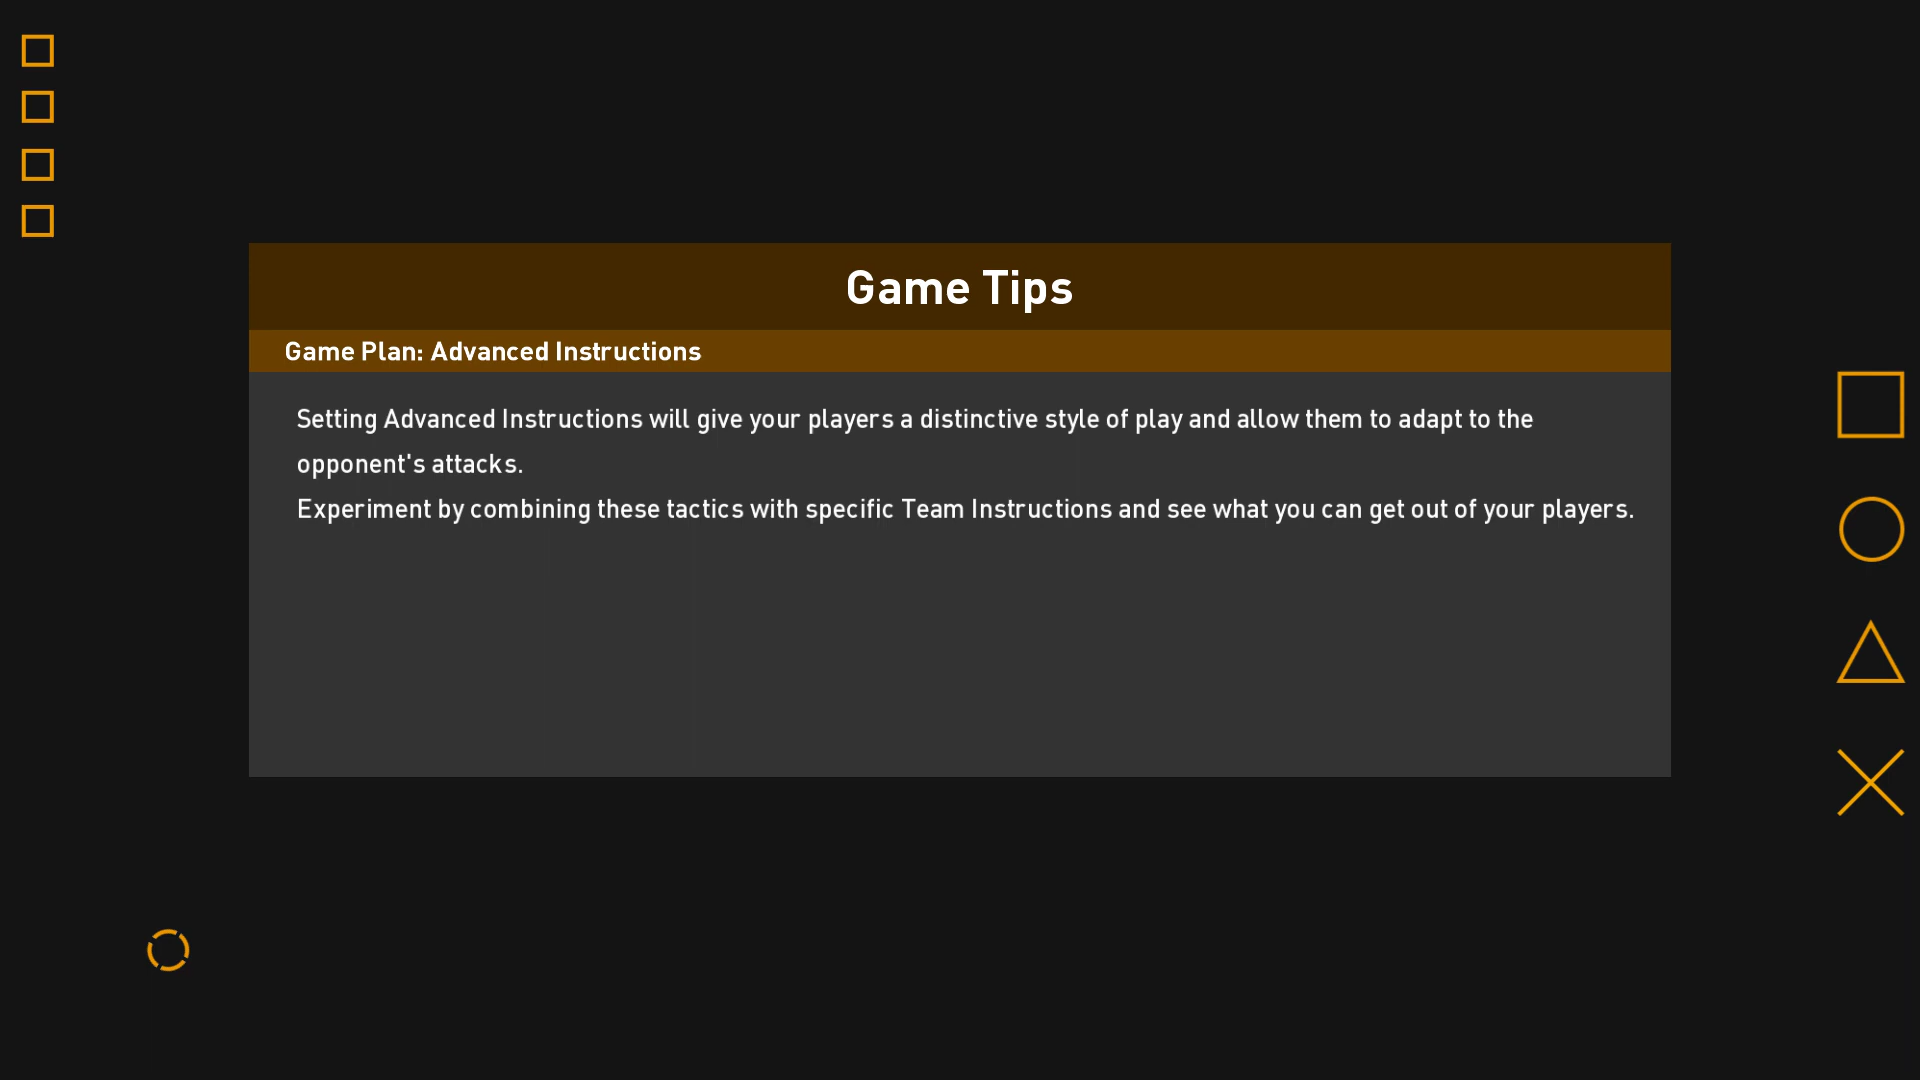 Game Tips
Game Plan: Advanced Instructions
Setting Advanced Instructions will give your players a distinctive style of play and allow them to adapt to the
opponent's attacks.
Experiment by combining these tactics with specific Team Instructions and see what you can get out of your players.